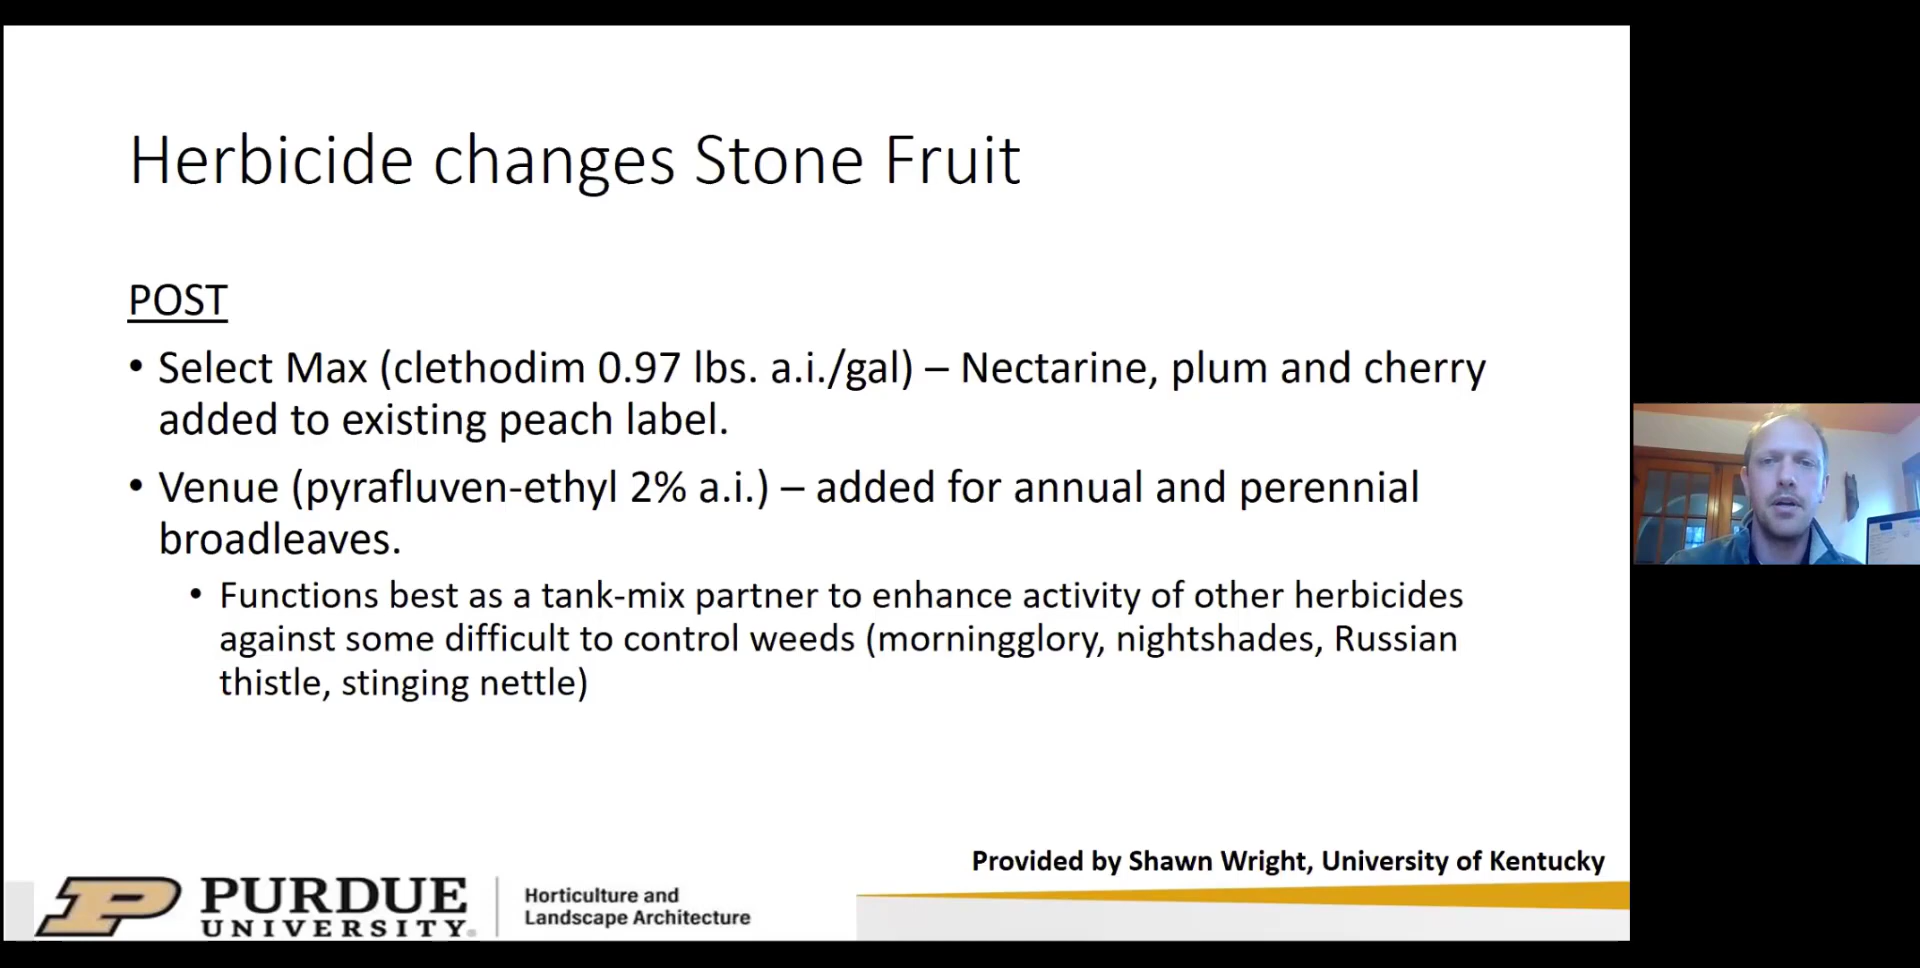 Herbicide changes Stone Fruit
POST
• Select Max (clethodim 0.97 lbs. a.i./gal) – Nectarine, plum and cherry
added to existing peach label.
• Venue (pyrafluven-ethyl 2% a.i.) – added for annual and perennial
broadleaves.
• Functions best as a tank-mix partner to enhance activity of other herbicides
against some difficult to control weeds (morningglory, nightshades, Russian
thistle, stinging nettle)
Provided by Shawn Wright, University of Kentucky
PURDUE
UNIVERSITY®
Horticulture and
Landscape Architecture